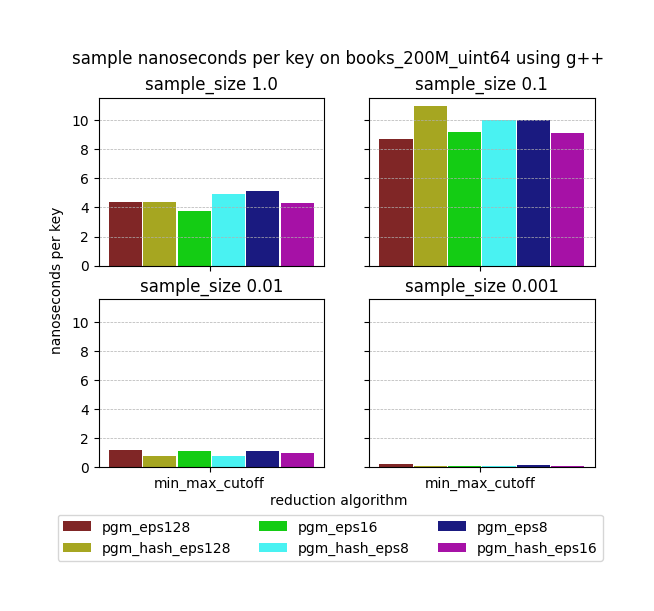 sample nanoseconds per key on books_200M_uint64 using g++
sample_size 1.0
sample_size 0.1
10
8
6
4
2
0
sample_size 0.01
sample_size 0.001
nanoseconds per key
10
8
6
4
2
0
min_max_cutoff
min_max_cutoff
reduction algorithm
pgm_eps128
pgm_eps16
pgm_eps8
pgm_hash_eps128
pgm_hash_eps8
pgm_hash_eps16